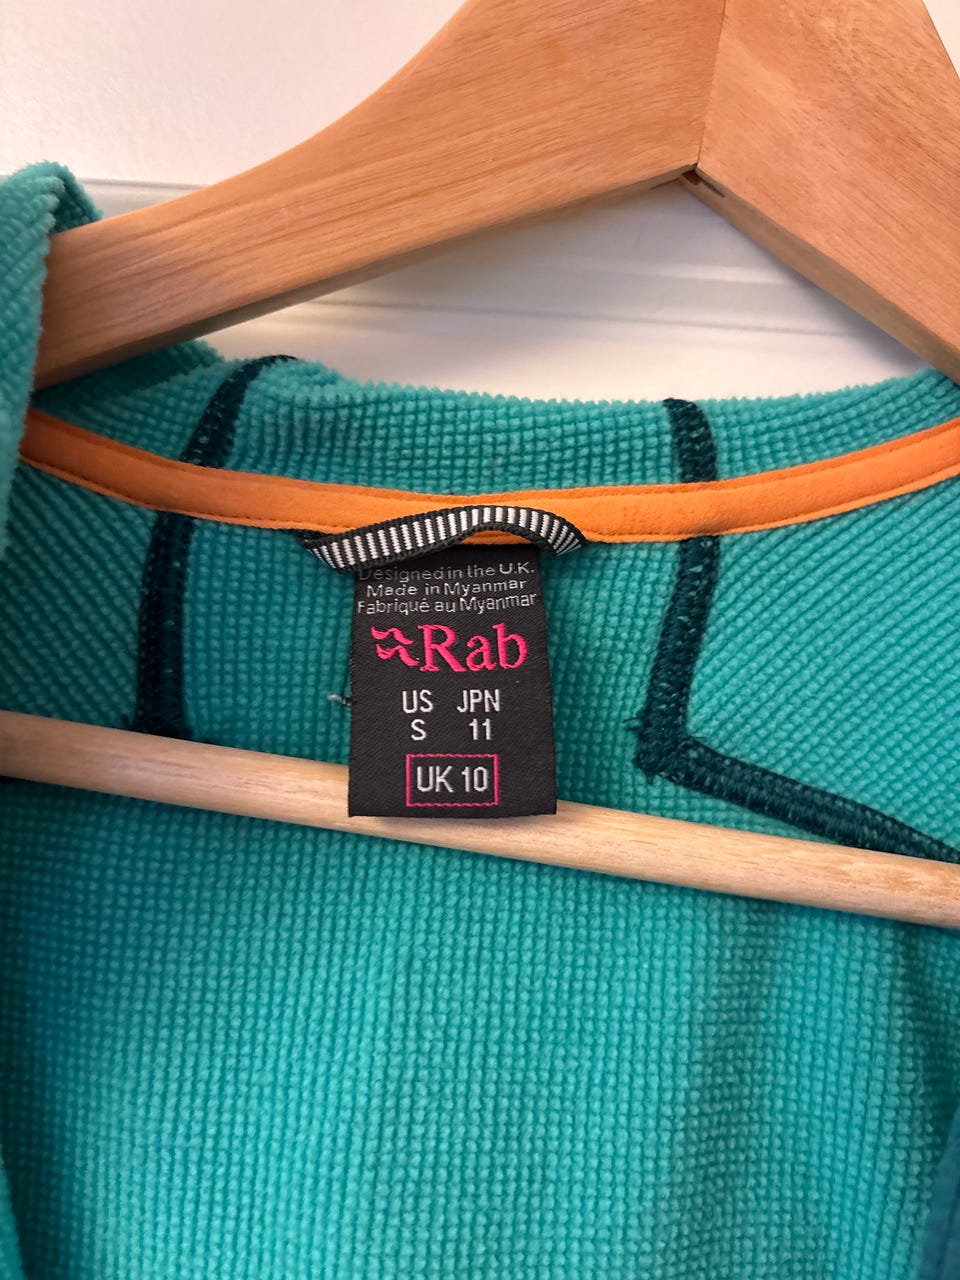 Designed in the U.K.
Made in Myanmar
Fabriqué au Myanmar
Rab
US JPN
S 11
UK 10